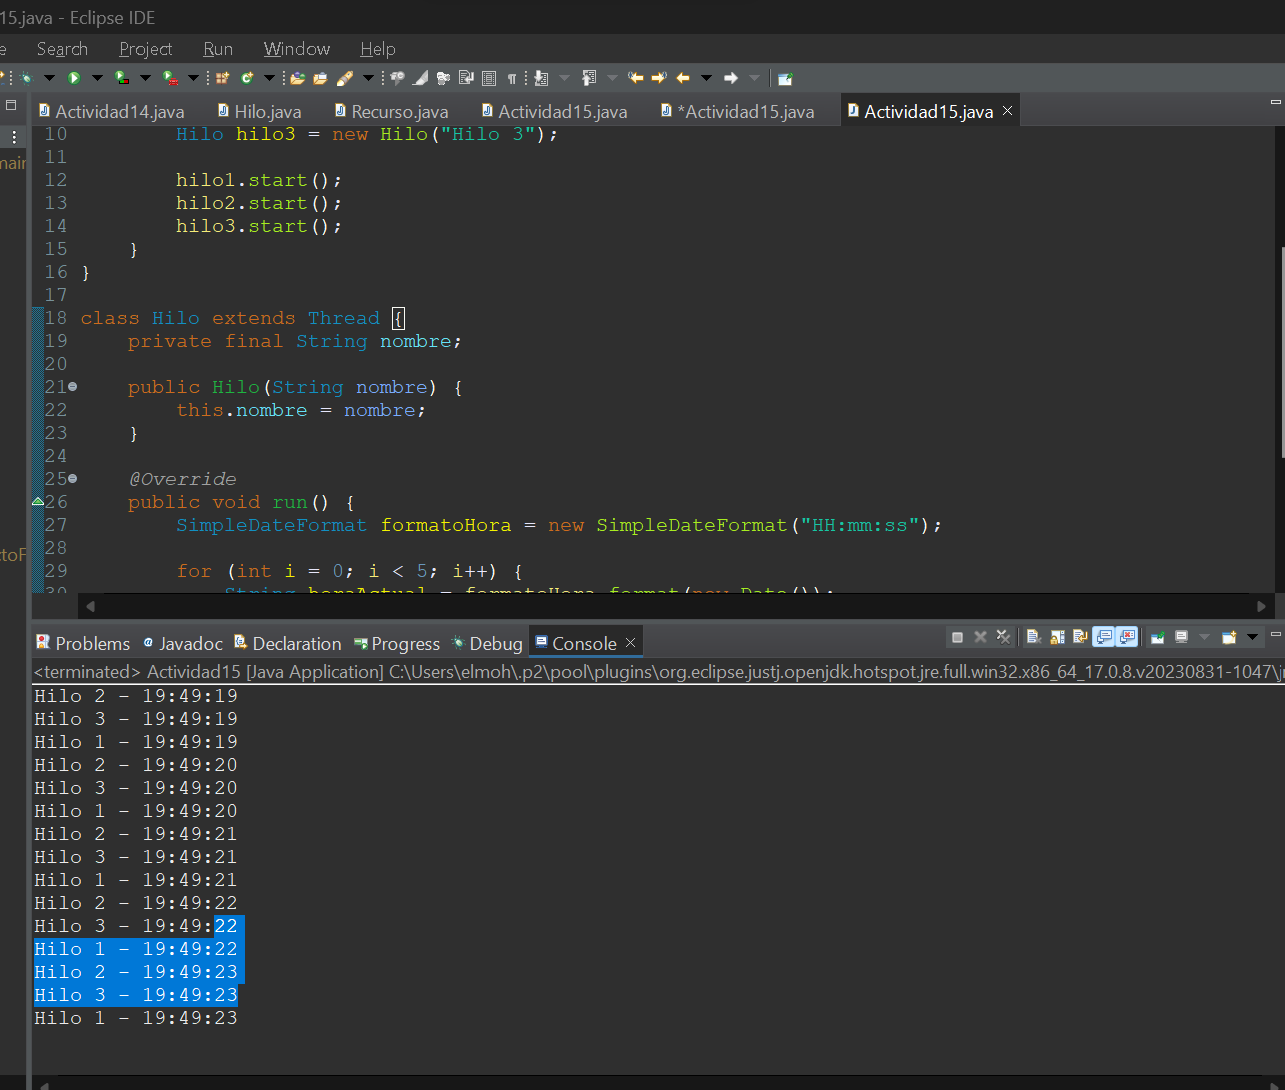 15.java - Eclipse IDE
e Search Project Run Window Help
Actividad14.java Hilo.java Recurso.java Actividad15.java *Actividad15.java Actividad15.java
10 Hilo hilo3 = new Hilo("Hilo 3");
11
12 hilo1.start();
13 hilo2.start();
14 hilo3.start();
15 }
16 }
17
18 class Hilo extends Thread {
19 private final String nombre;
20
21 public Hilo(String nombre) {
22 this.nombre = nombre;
23 }
24
25 @Override
26 public void run() {
27 SimpleDateFormat formatoHora = new SimpleDateFormat("HH:mm:ss");
28
29 for (int i = 0; i < 5; i++) {
30 String horaActual = formatoHora.format(new Date());
Problems Javadoc Declaration Progress Debug Console
<terminated> Actividad15 [Java Application] C:\Users\elmoh\.p2\pool\plugins\org.eclipse.justj.openjdk.hotspot.jre.full.win32.x86_64_17.0.8.v20230831-1047\j
Hilo 2 - 19:49:19
Hilo 3 - 19:49:19
Hilo 1 - 19:49:19
Hilo 2 - 19:49:20
Hilo 3 - 19:49:20
Hilo 1 - 19:49:20
Hilo 2 - 19:49:21
Hilo 3 - 19:49:21
Hilo 1 - 19:49:21
Hilo 2 - 19:49:22
Hilo 3 - 19:49:22
Hilo 1 - 19:49:22
Hilo 2 - 19:49:23
Hilo 3 - 19:49:23
Hilo 1 - 19:49:23